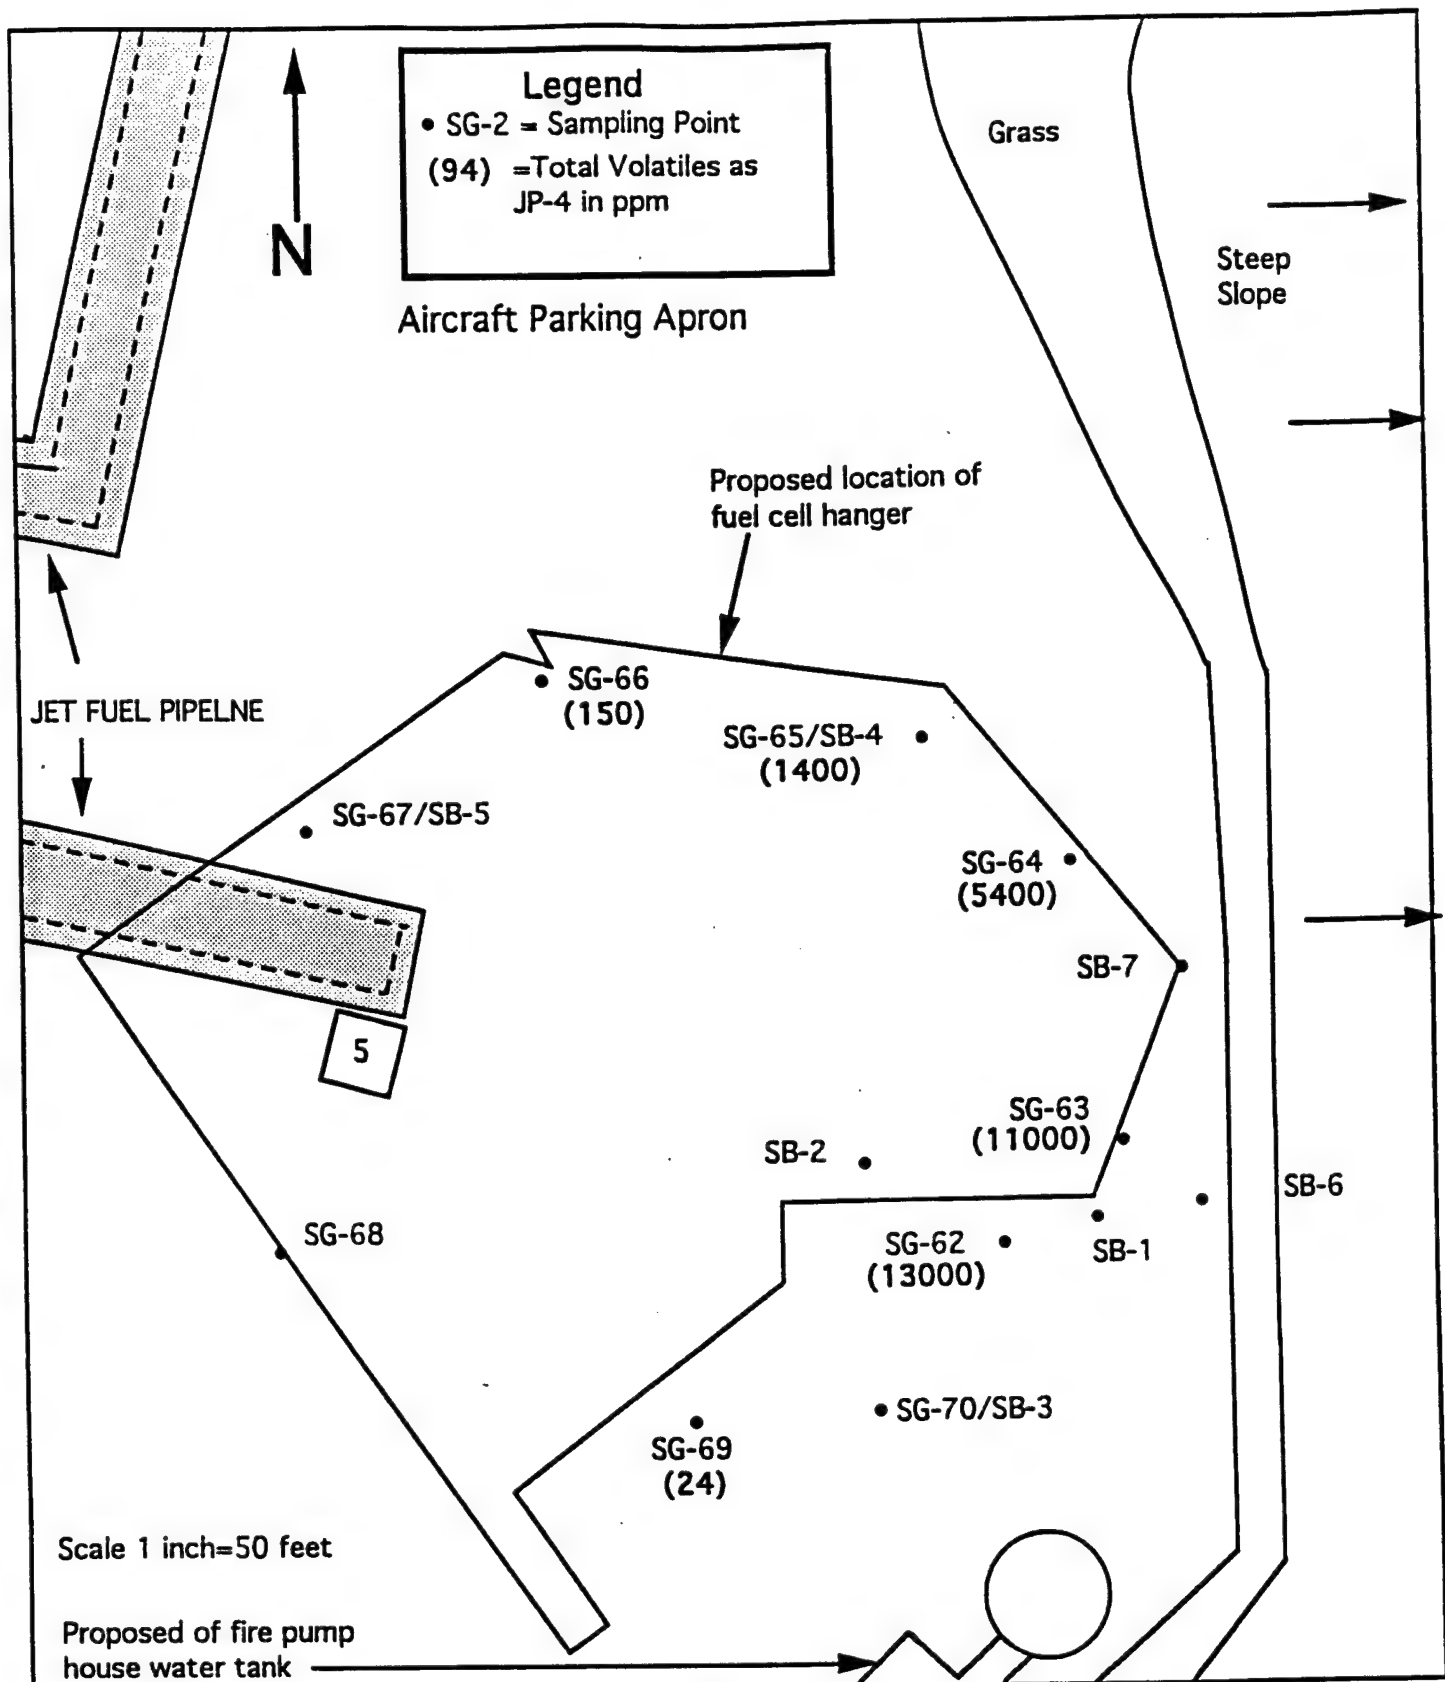 Legend
• SG-2 = Sampling Point
(94) =Total Volatiles as
JP-4 in ppm
N
Aircraft Parking Apron
Grass
Steep
Slope
Proposed location of
fuel cell hanger
JET FUEL PIPELNE
SG-66
(150)
SG-65/SB-4
(1400)
SG-67/SB-5
SG-64
(5400)
SB-7
5
SG-63
(11000)
SB-2
SB-6
SG-68
SG-62
(13000)
SB-1
SG-70/SB-3
SG-69
(24)
Scale 1 inch=50 feet
Proposed of fire pump
house water tank